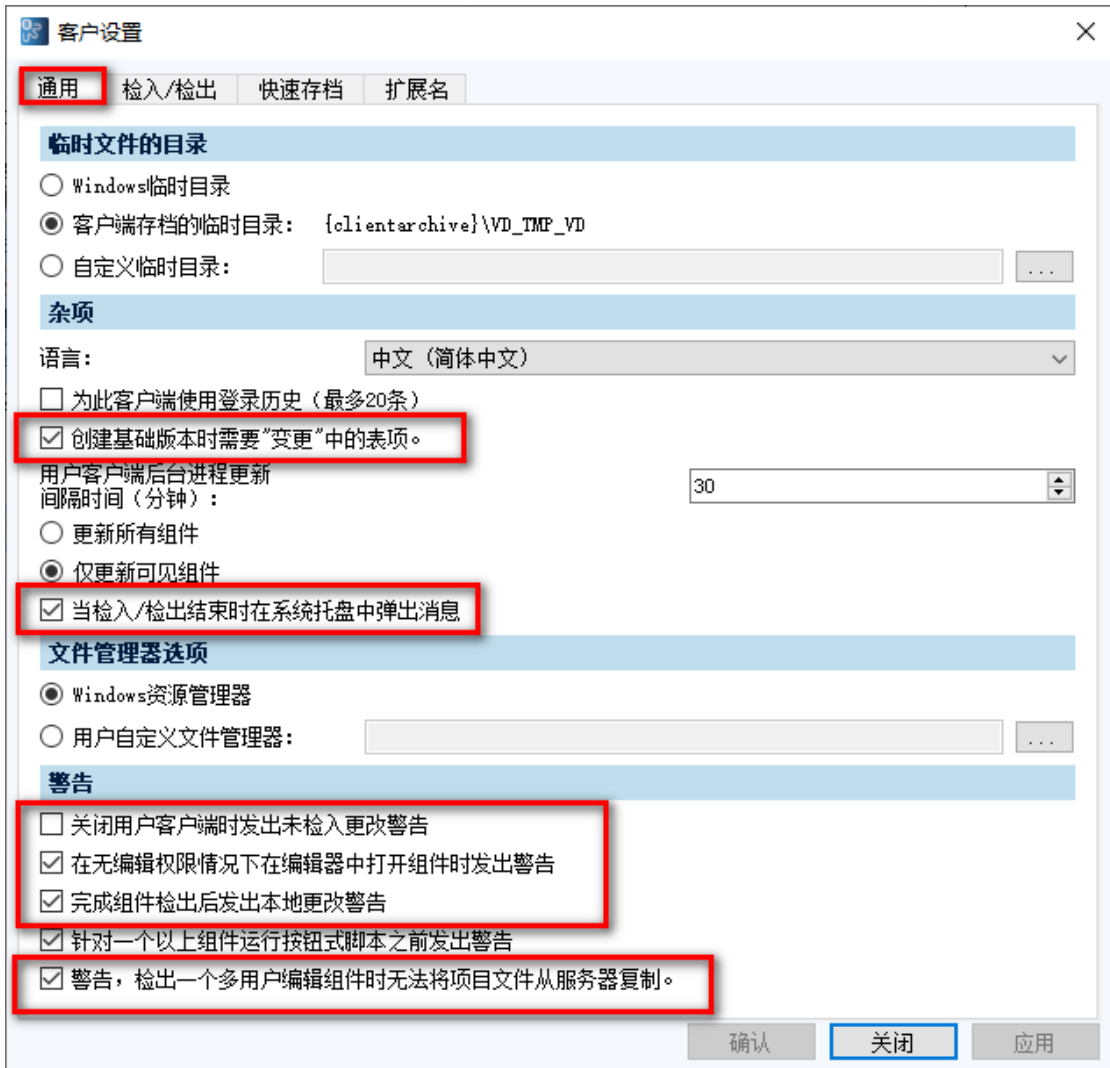 客户设置
通用 检入/检出 快速存档 扩展名
临时文件的目录
Windows临时目录
客户端存档的临时目录: {clientarchive}\VD_TMP_VD
自定义临时目录: ...
杂项
语言: 中文 (简体中文)
为此客户端使用登录历史（最多20条）
创建基础版本时需要"变更"中的表项。
用户客户端后台进程更新
间隔时间（分钟）: 30
更新所有组件
仅更新可见组件
当检入/检出结束时在系统托盘中弹出消息
文件管理器选项
Windows资源管理器
用户自定义文件管理器: ...
警告
关闭用户客户端时发出未检入更改警告
在无编辑权限情况下在编辑器中打开组件时发出警告
完成组件检出后发出本地更改警告
针对一个以上组件运行按钮式脚本之前发出警告
警告，检出一个多用户编辑组件时无法将项目文件从服务器复制。
确认 关闭 应用